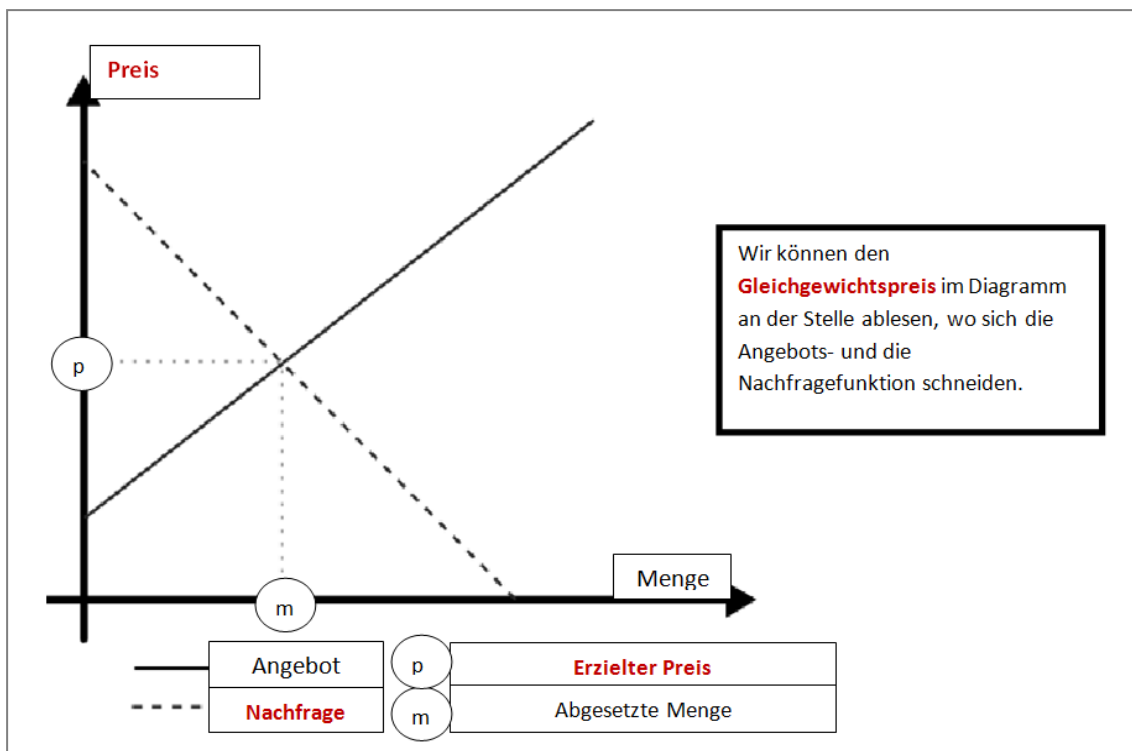 Preis
Wir können den
Gleichgewichtspreis im Diagramm
an der Stelle ablesen, wo sich die
Angebots- und die
Nachfragefunktion schneiden.
p
Menge
m
Angebot
p
Erzielter Preis
Nachfrage
m
Abgesetzte Menge